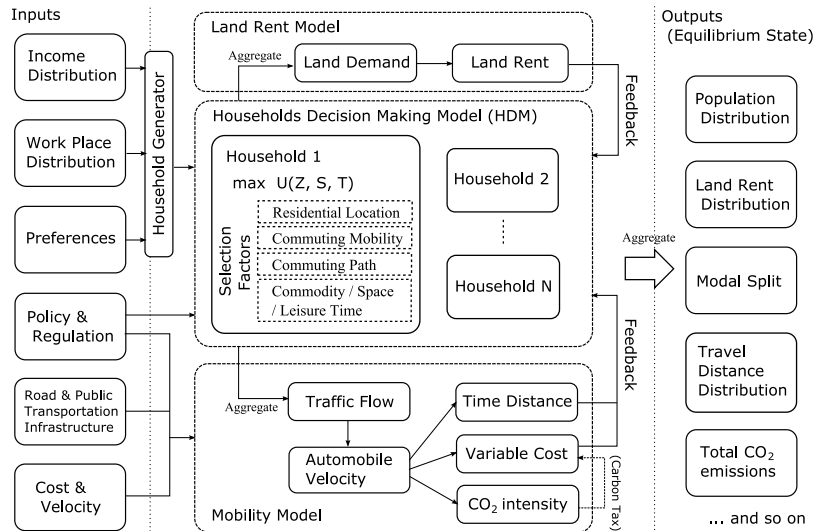 Inputs
Income
Distribution
Work Place
Distribution
Preferences
Policy &
Regulation
Road & Public
Transportation
Infrastructure
Cost &
Velocity
Household Generator
Land Rent Model
Aggregate
Land Demand
Land Rent
Feedback
Households Decision Making Model (HDM)
Household 1
max U(Z, S, T)
Selection
Factors
Residential Location
Commuting Mobility
Commuting Path
Commodity / Space
/ Leisure Time
Household 2
Household N
Aggregate
Traffic Flow
Automobile
Velocity
Time Distance
Variable Cost
CO2 intensity
(Carbon Tax)
Feedback
Mobility Model
Aggregate
Outputs
(Equilibrium State)
Population
Distribution
Land Rent
Distribution
Modal Split
Travel
Distance
Distribution
Total CO2
emissions
... and so on